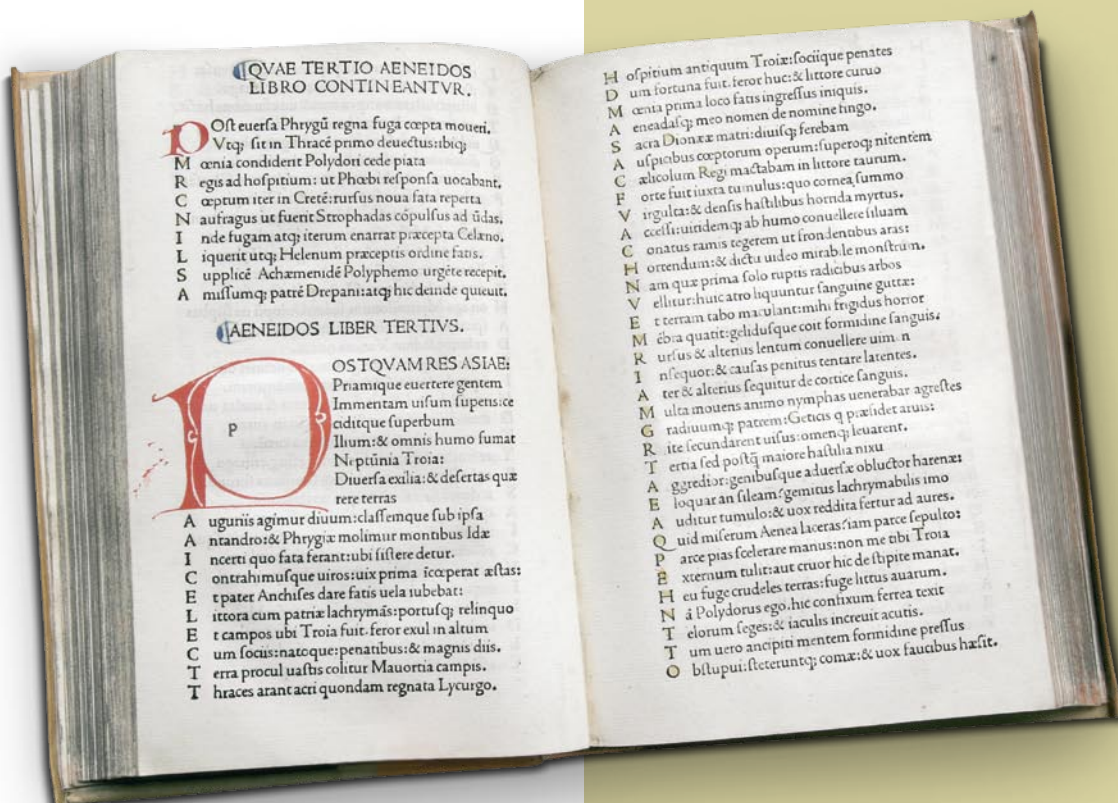 QVAE TERTIO AENEIDOS
LIBRO CONTINEANTVR.
POſt euerſa Phrygũ regna fuga cœpta moueri.
Vtq; ſit in Thracẽ primo deuectus:ibiq;
Mœnia condiderit Polydori cede piata
Regis ad hoſpitium: ut Phœbi reſponſa uocabant,
Cœptum iter in Cretẽ:rurſus noua fata reperta
Naufragus ut fuerit Strophadas cõpulſus ad ũdas.
Inde fugam atq; iterum enarrat præcepta Celæno.
Liquerit utq; Helenum præceptis ordine fatis.
Supplicẽ Achæmenidẽ Polyphemo urgẽte recepit,
Amiſſumq; patrẽ Drepani:atq; hic deinde quieuit,
AENEIDOS LIBER TERTIVS.
P
OSTQVAM RES ASIAE:
Priamique euertere gentem
Immentam uiſum ſuperis:ce
ciditque ſuperbum
Ilium:& omnis humo fumat
Neptũnia Troia:
Diuerſa exilia:& deſertas quæ
rere terras
Auguriis agimur diuum:claſſemque ſub ipſa
Antandro:& Phrygiæ molimur montibus Idæ
Incerti quo fata ferant:ubi ſiſtere detur.
Contrahimuſque uiros:uix prima ĩcœperat æſtas:
Et pater Anchiſes dare fatis uela iubebat:
Littora cum patriæ lachrymãs:portuſq; relinquo
Et campos ubi Troia fuit.feror exul in altum
Cum ſociis:natoque:penatibus:& magnis diis.
Terra procul uaſtis colitur Mauortia campis.
Thraces arant acri quondam regnata Lycurgo.
Hoſpitium antiquum Troiæ:ſociique penates
Dum fortuna fuit.feror huc:& littore curuo
Mœnia prima loco fatis ingreſſus iniquis.
Aeneadaſq; meo nomen de nomine fingo.
Sacra Dionææ matri:diuiſq; ferebam
Auſpicibus cœptorum operum:ſuperoq; nitentem
Cælicolum Regi mactabam in littore taurum.
Forte fuit iuxta tumulus:quo cornea ſummo
Virgulta:& denſis haſtilibus horrida myrtus.
Acceſſi:uiridemq; ab humo conuellere ſiluam
Conatus ramis tegerem ut frondentibus aras:
Hortendum:& dictu uideo mirabile monſtrum.
Nam quæ prima ſolo ruptis radicibus arbos
Vellitur:huic atro liquuntur ſanguine guttæ:
Et terram tabo maculant:mihi frigidus horror
Mẽbra quatit:geliduſque coit formidine ſanguis.
Rurſus & alterius lentum conuellere uim n
Inſequor:& cauſas penitus tentare latentes.
Ater & alterius ſequitur de cortice ſanguis.
Multa mouens animo nymphas uenerabar agreſtes
Gradiuumq; patrem:Geticis q præſidet aruis:
Rite ſecundarent uiſus:omenq; leuarent.
Tertia ſed poſtq̃ maiore haſtilia nixu
Aggredior:genibuſque aduerſæ obluctor harenæ:
Eloquar an ſileam?gemitus lachrymabilis imo
Auditur tumulo:& uox reddita fertur ad aures.
Quid miſerum Aenea laceras?iam parce ſepulto:
Parce pias ſcelerare manus:non me tibi Troia
Externum tulit:aut cruor hic de ſtipite manat.
Heu fuge crudeles terras:fuge littus auarum.
Nã Polydorus ego.hic confixum ferrea texit
Telorum ſeges:& iaculis increuit acutis.
Tum uero ancipiti mentem formidine preſſus
Obſtupui:ſteteruntq; comæ:& uox faucibus hæſit.